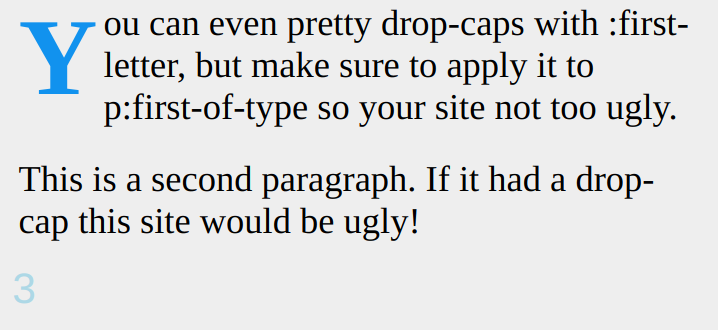 You can even pretty drop-caps with :first-
letter, but make sure to apply it to
p:first-of-type so your site not too ugly.
This is a second paragraph. If it had a drop-
cap this site would be ugly!
3